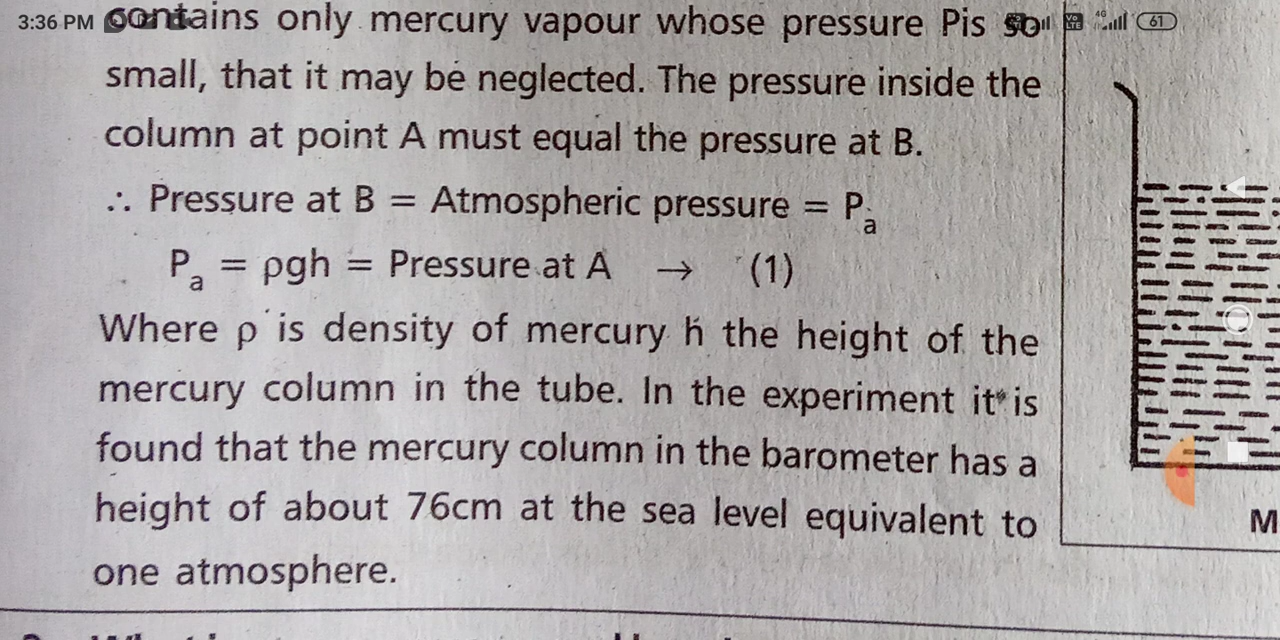 3:36 PM
4G
Vo LTE
61
contains only mercury vapour whose pressure Pis so
small, that it may be neglected. The pressure inside the
column at point A must equal the pressure at B.
∴ Pressure at B = Atmospheric pressure = Pa
Pa = ρgh = Pressure at A → (1)
Where ρ is density of mercury h the height of the
mercury column in the tube. In the experiment it is
found that the mercury column in the barometer has a
height of about 76cm at the sea level equivalent to
one atmosphere.
M